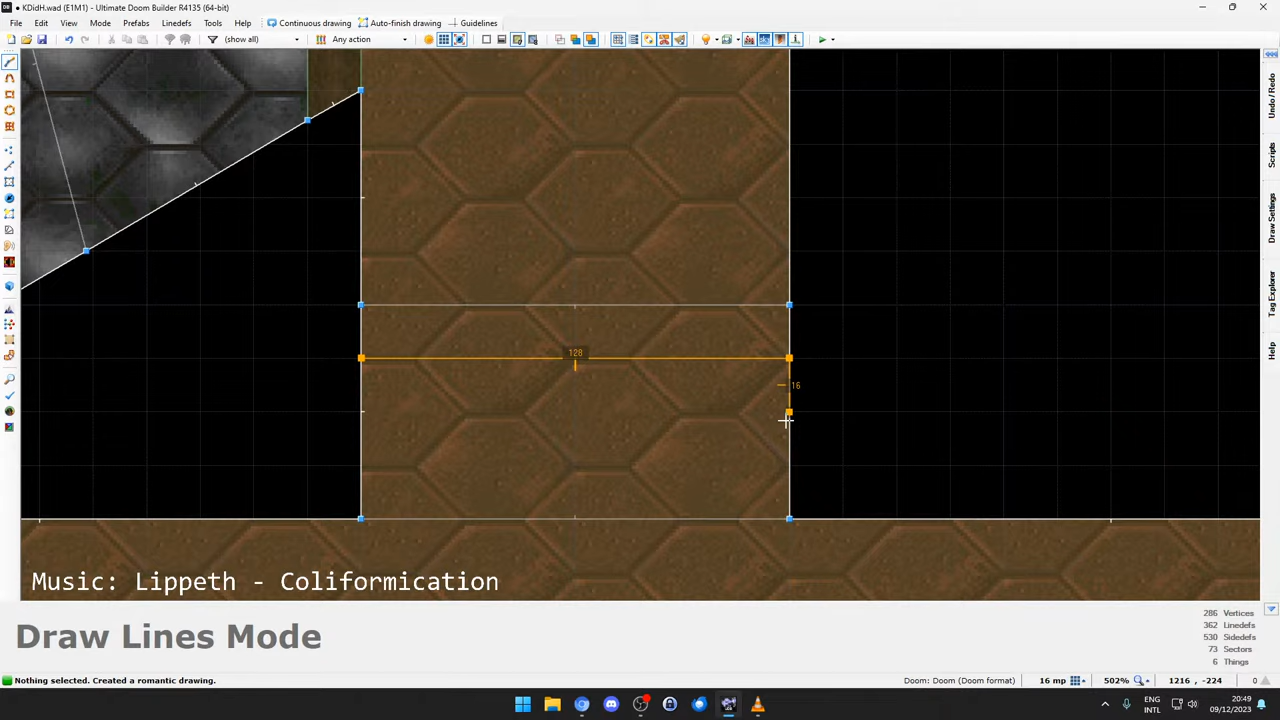 KDidH.wad (E1M1) - Ultimate Doom Builder R4135 (64-bit)
File Edit View Mode Prefabs Linedefs Tools Help Continuous drawing Auto-finish drawing Guidelines
(show all) Any action
Undo / Redo
Scripts
Draw Settings
Tag Explorer
Help
128
16
Music: Lippeth - Coliformication
Draw Lines Mode
286 Vertices
362 Linedefs
530 Sidedefs
73 Sectors
6 Things
Nothing selected. Created a romantic drawing. Doom: Doom (Doom format) 16 mp 502% 1216 , -224 0
ENG
INTL
20:49
09/12/2023